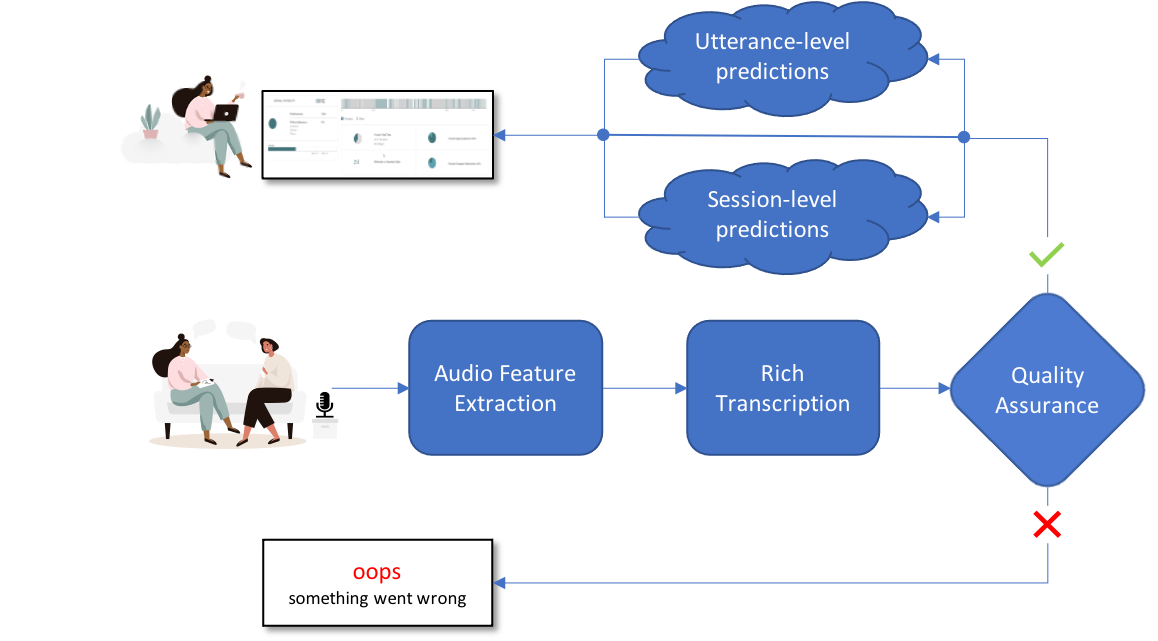 Utterance-level
predictions
Session-level
predictions
Audio Feature
Extraction
Rich
Transcription
Quality
Assurance
oops
something went wrong